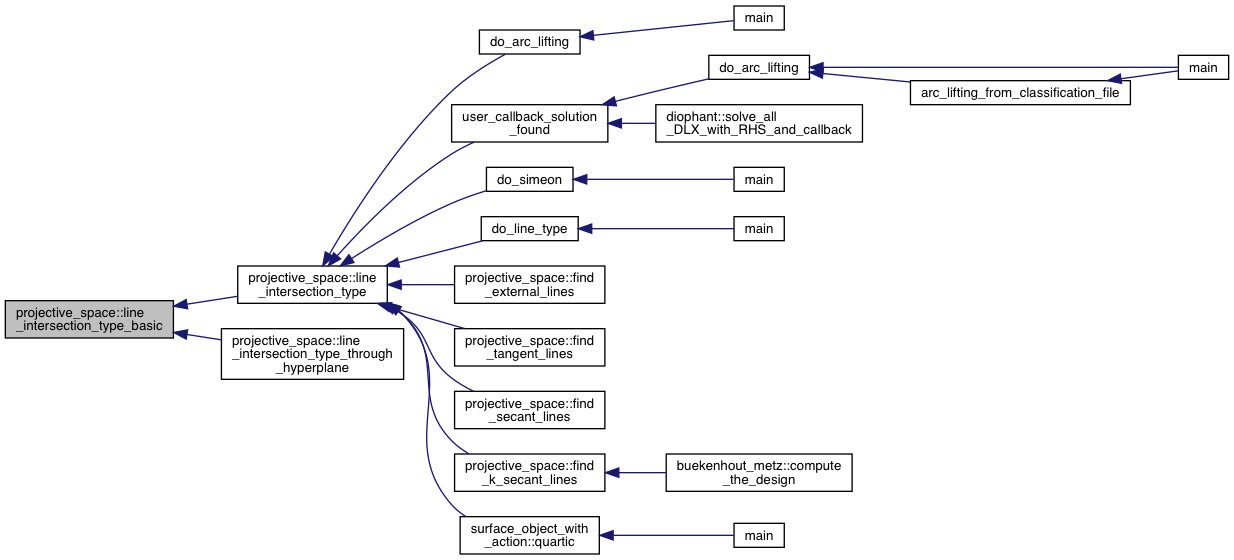 main
do_arc_lifting
do_arc_lifting
main
arc_lifting_from_classification_file
user_callback_solution
_found
diophant::solve_all
_DLX_with_RHS_and_callback
do_simeon
main
do_line_type
main
projective_space::line
_intersection_type
projective_space::find
_external_lines
projective_space::line
_intersection_type_basic
projective_space::line
_intersection_type_through
_hyperplane
projective_space::find
_tangent_lines
projective_space::find
_secant_lines
projective_space::find
_k_secant_lines
buekenhout_metz::compute
_the_design
surface_object_with
_action::quartic
main